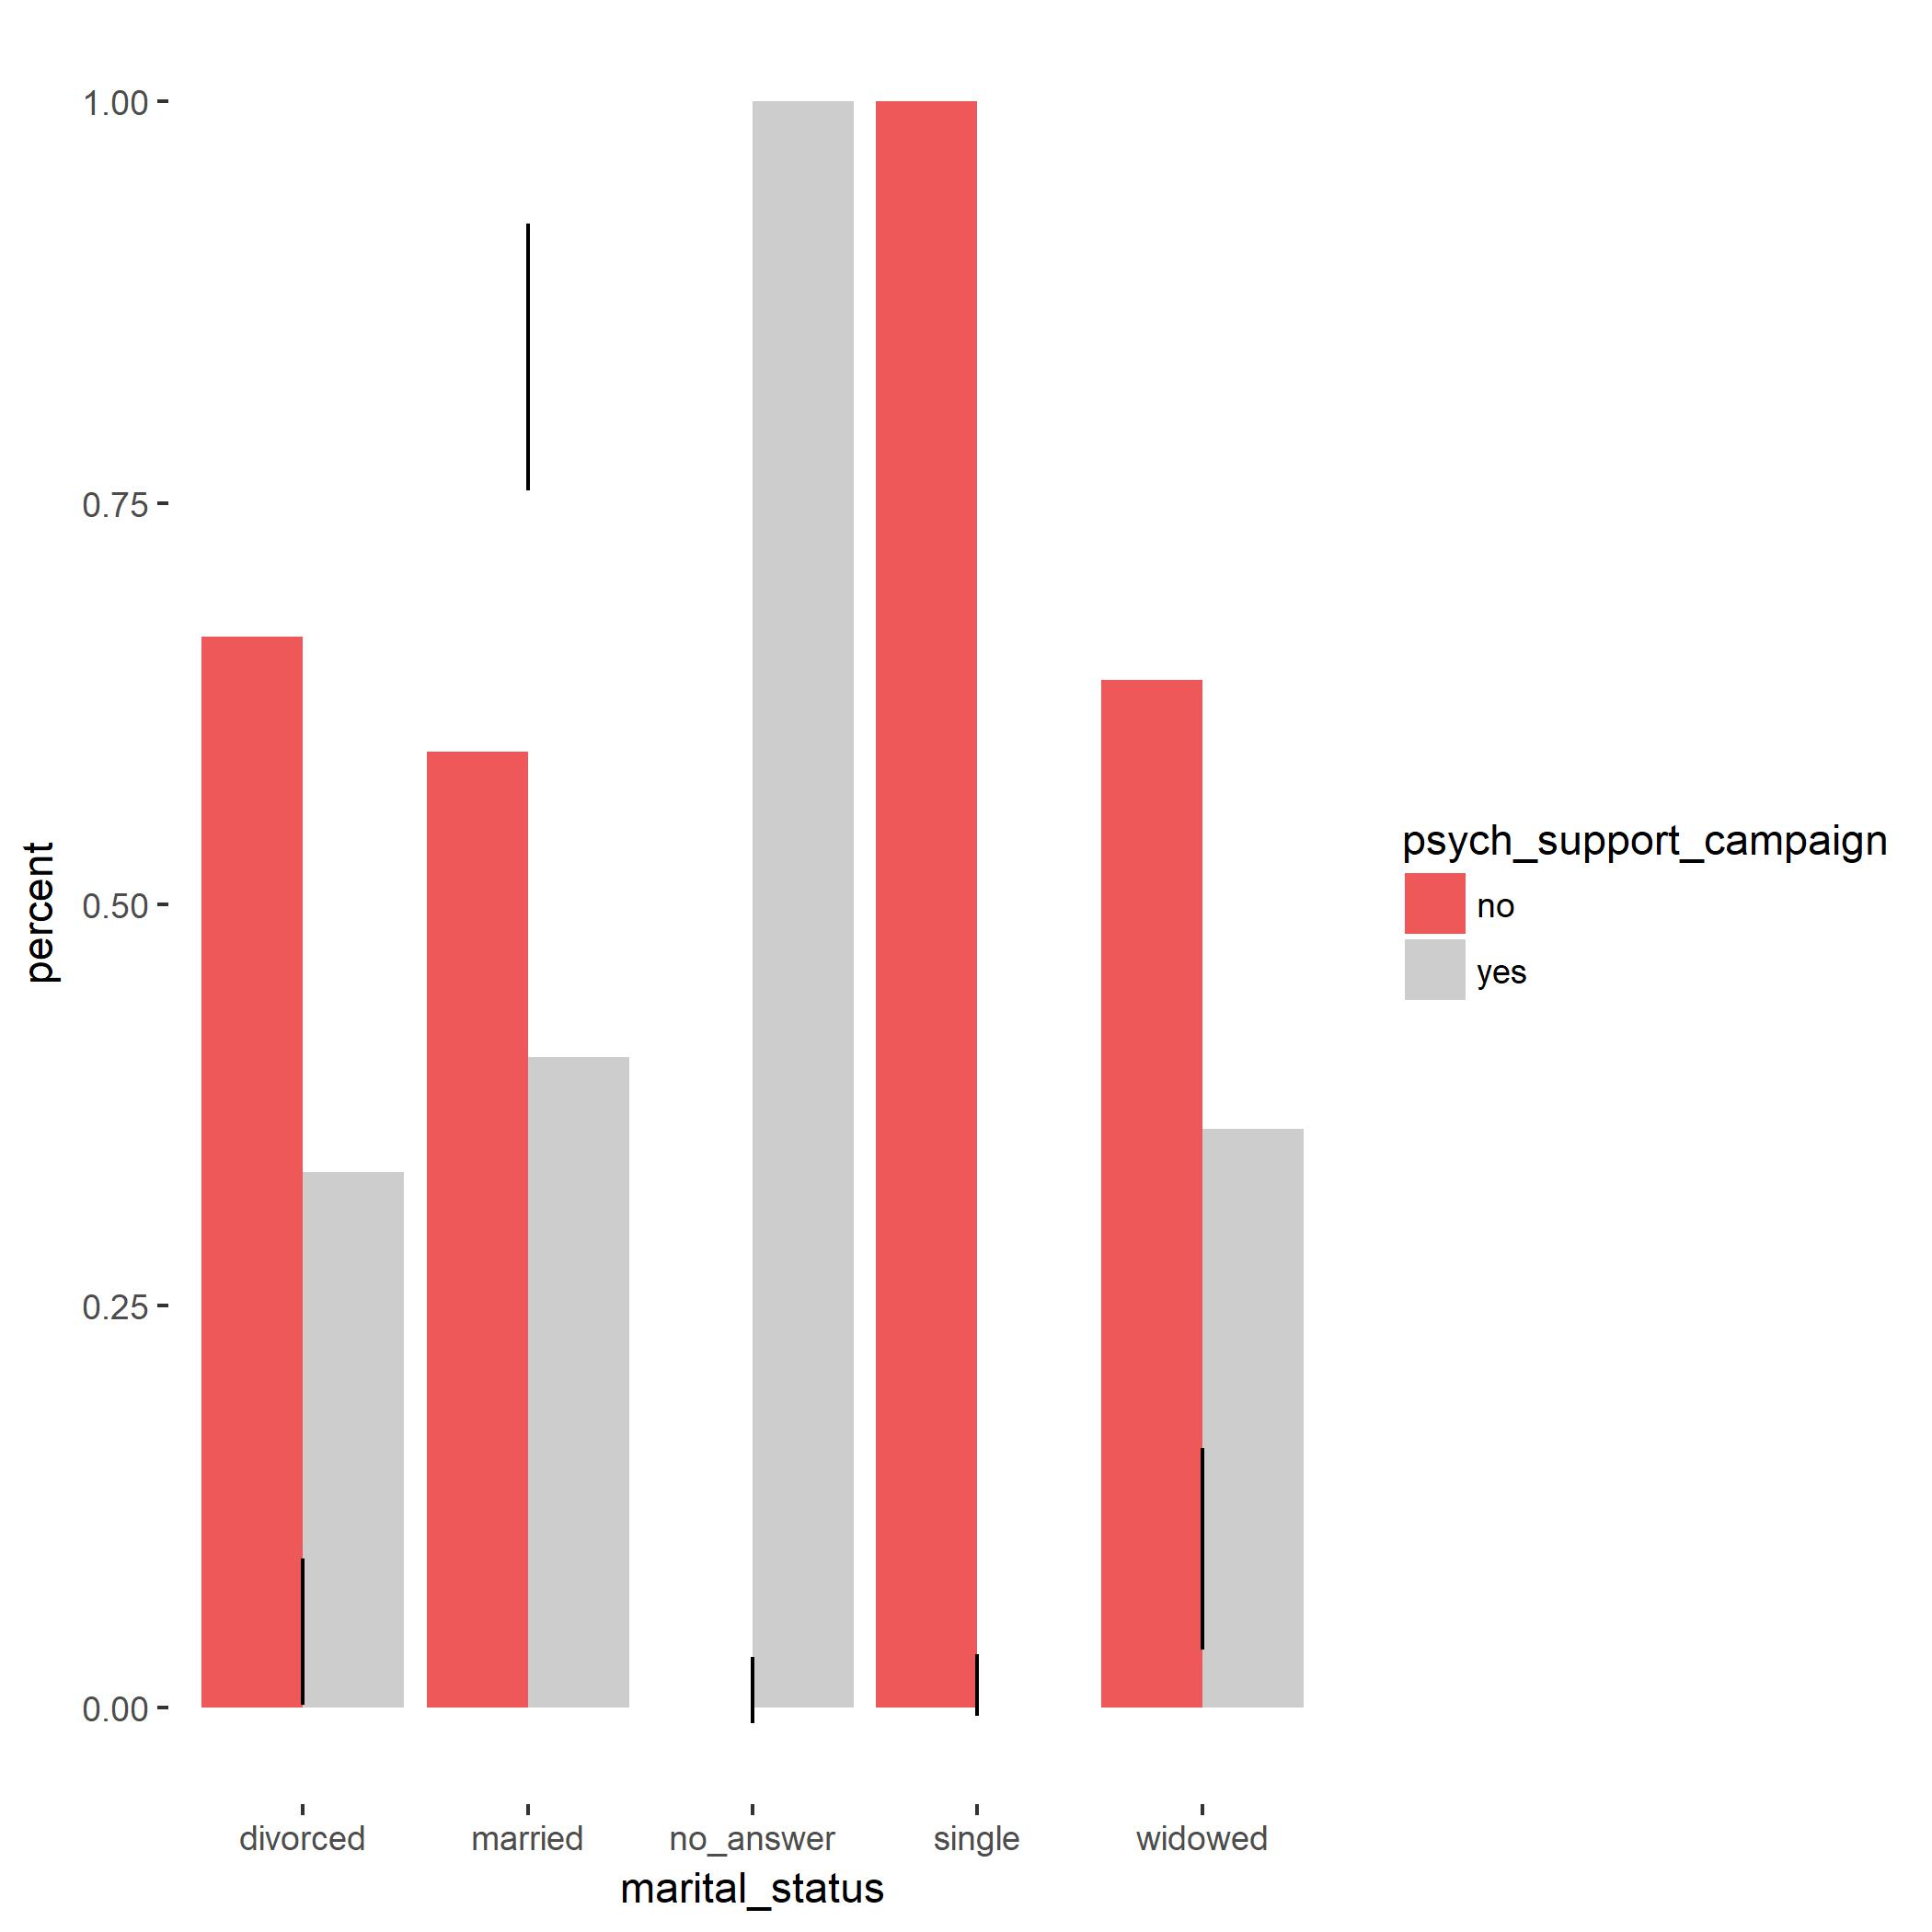 1.00
0.75
0.50
0.25
0.00
percent
divorced married no_answer single widowed
marital_status
psych_support_campaign
no
yes